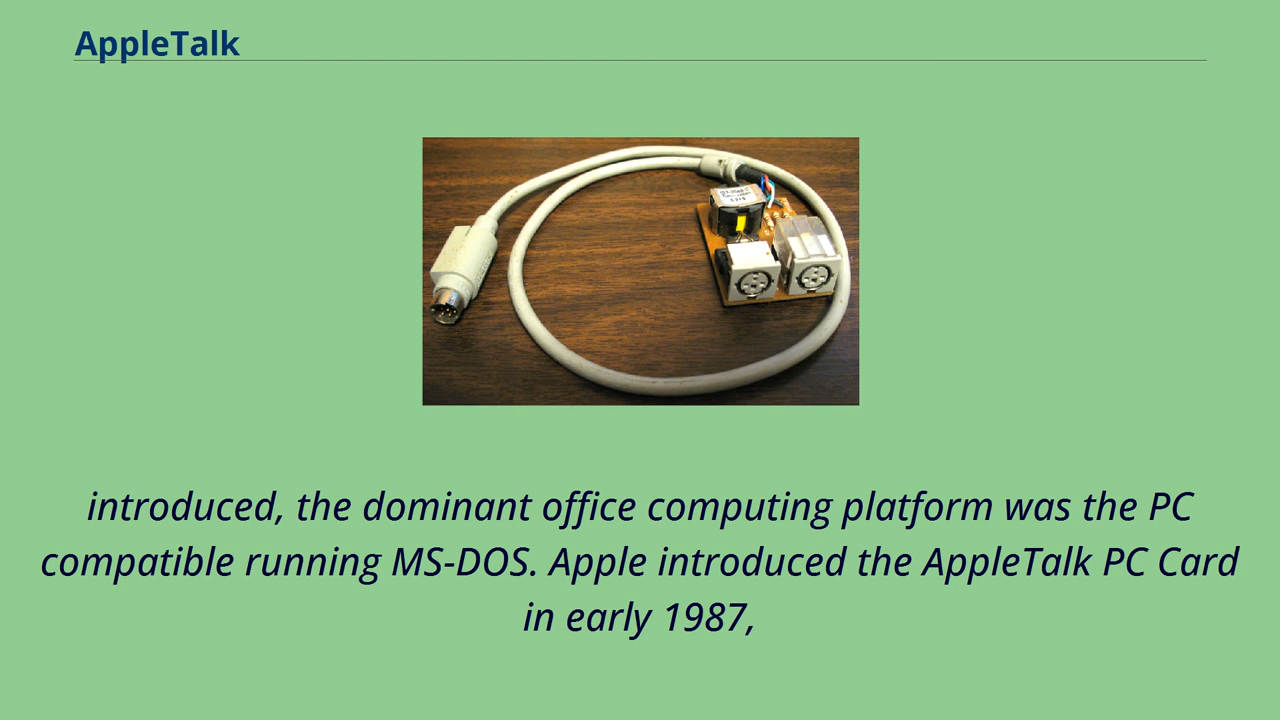 AppleTalk
introduced, the dominant office computing platform was the PC
compatible running MS-DOS. Apple introduced the AppleTalk PC Card
in early 1987,